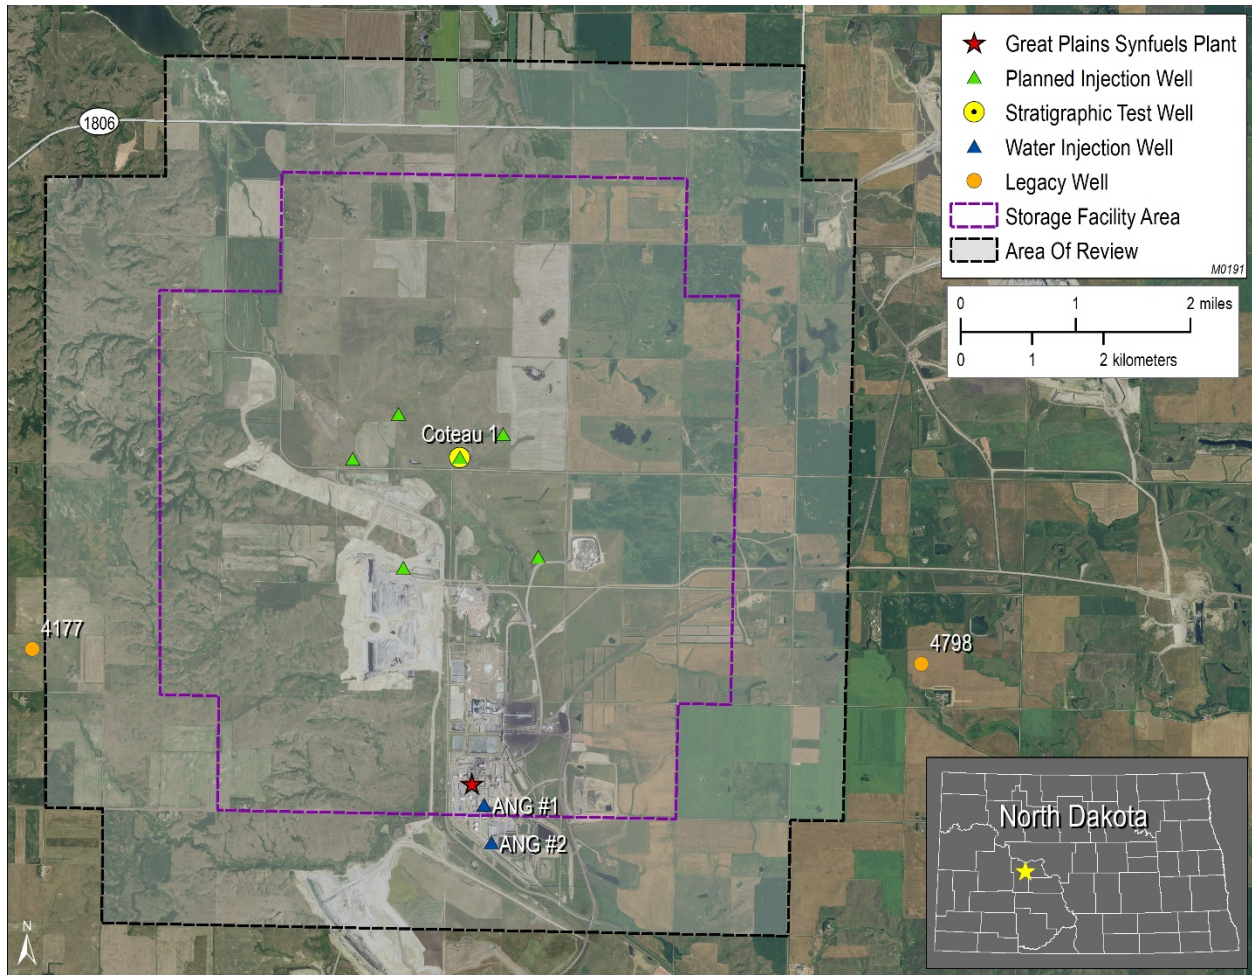 Great Plains Synfuels Plant
Planned Injection Well
Stratigraphic Test Well
Water Injection Well
Legacy Well
Storage Facility Area
Area Of Review
M0191
0 1 2 miles
0 1 2 kilometers
1806
Coteau 1
4177
4798
ANG #1
ANG #2
North Dakota
N